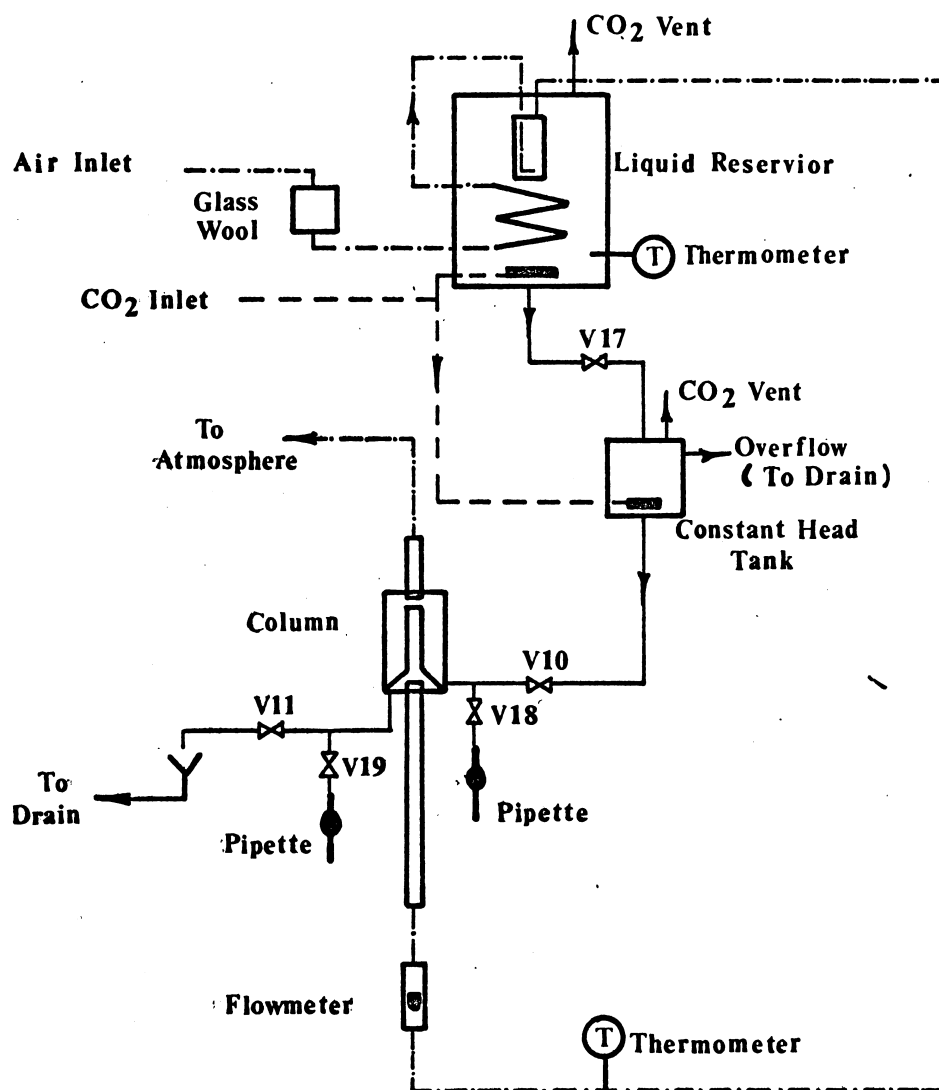 CO2 Vent
Air Inlet
Liquid Reservior
Glass
Wool
T
Thermometer
CO2 Inlet
V17
CO2 Vent
To
Atmosphere
Overflow
( To Drain)
Constant Head
Tank
Column
V10
V11
V18
V19
To
Drain
Pipette
Pipette
Flowmeter
T
Thermometer